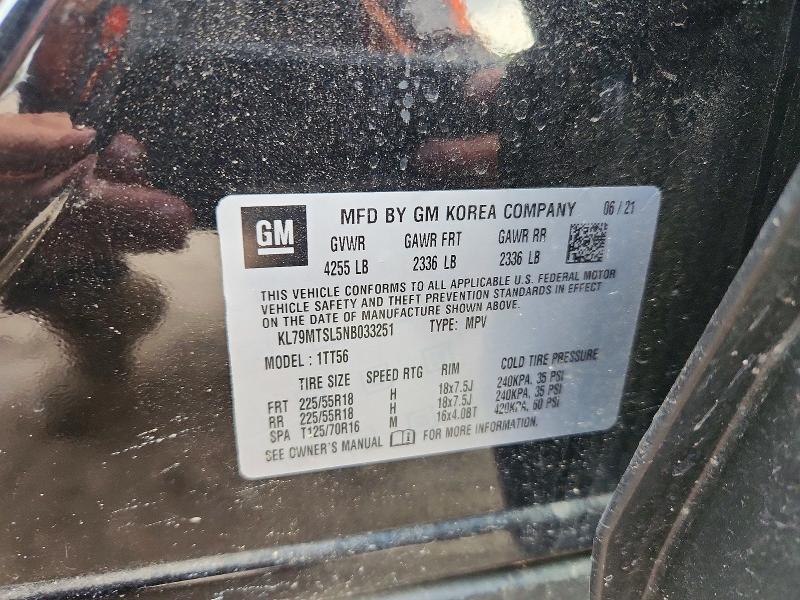 GM
MFD BY GM KOREA COMPANY 06 / 21
GVWR GAWR FRT GAWR RR
4255 LB 2336 LB 2336 LB
THIS VEHICLE CONFORMS TO ALL APPLICABLE U.S. FEDERAL MOTOR
VEHICLE SAFETY AND THEFT PREVENTION STANDARDS IN EFFECT
ON THE DATE OF MANUFACTURE SHOWN ABOVE.
KL79MTSL5NB033251 TYPE: MPV
MODEL : 1TT56
TIRE SIZE SPEED RTG RIM COLD TIRE PRESSURE
FRT 225/55R18 H 18x7.5J 240KPA, 35 PSI
RR 225/55R18 H 18x7.5J 240KPA, 35 PSI
SPA T125/70R16 M 16x4.0BT 420KPA, 60 PSI
SEE OWNER'S MANUAL FOR MORE INFORMATION.